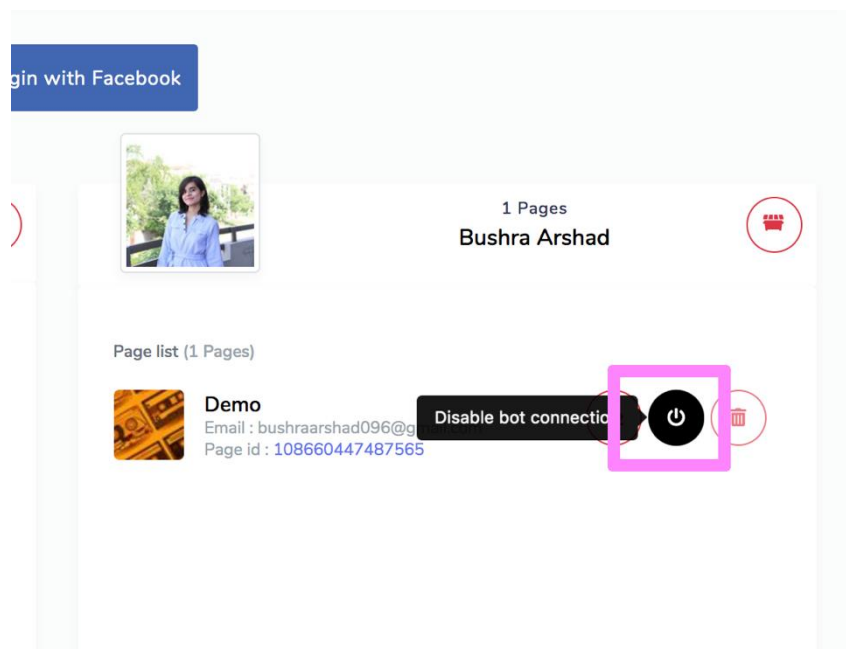 gin with Facebook
1 Pages
Bushra Arshad
Page list (1 Pages)
Demo
Disable bot connectio
Email : bushraarshad096@g
Page id : 108660447487565